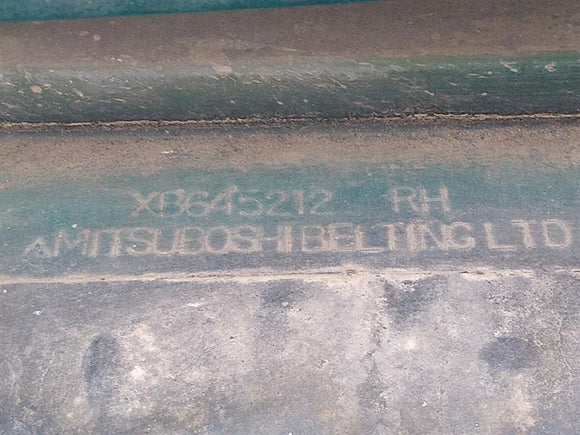 XB645212 RH
MITSUBOSHI BELTING LTD